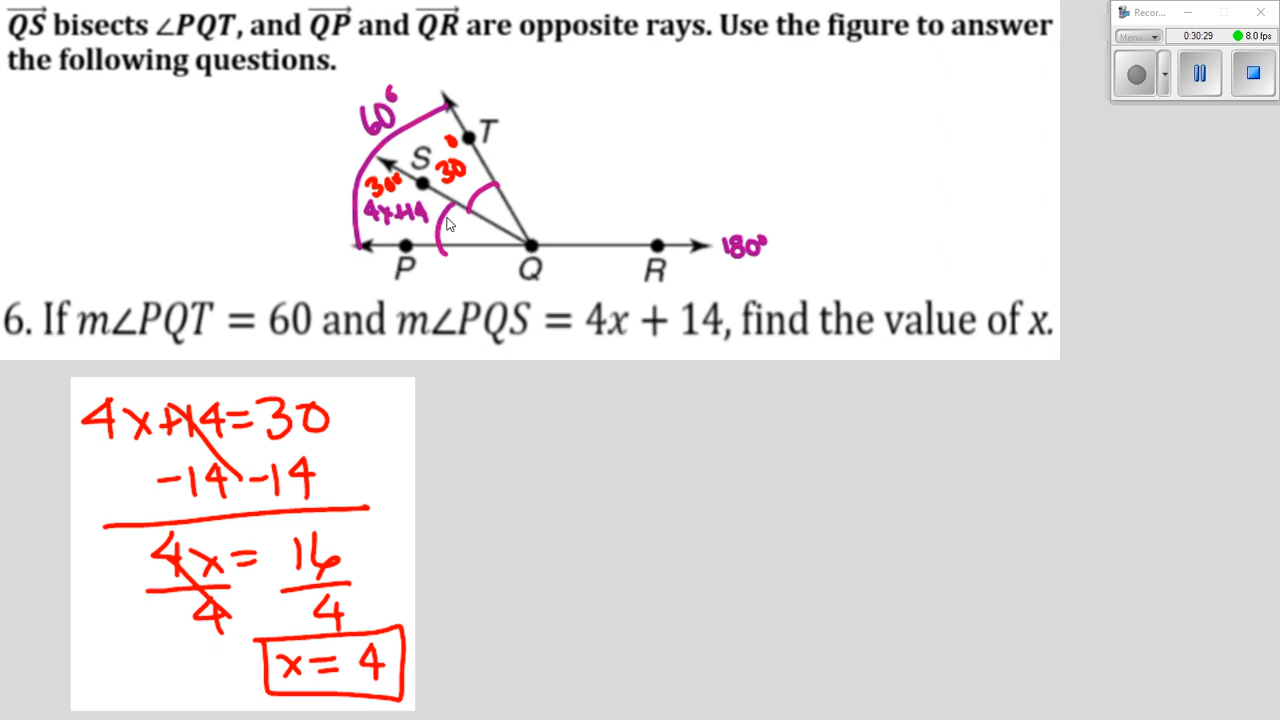 QS bisects ∠PQT, and QP and QR are opposite rays. Use the figure to answer
the following questions.
Recor...
Menu
0:30:29
8.0 fps
60°
T
S
30°
30°
4x+14
P
Q
R
180°
6. If m∠PQT = 60 and m∠PQS = 4x + 14, find the value of x.
4x+14=30
-14 -14
4x = 16
4 4
x = 4